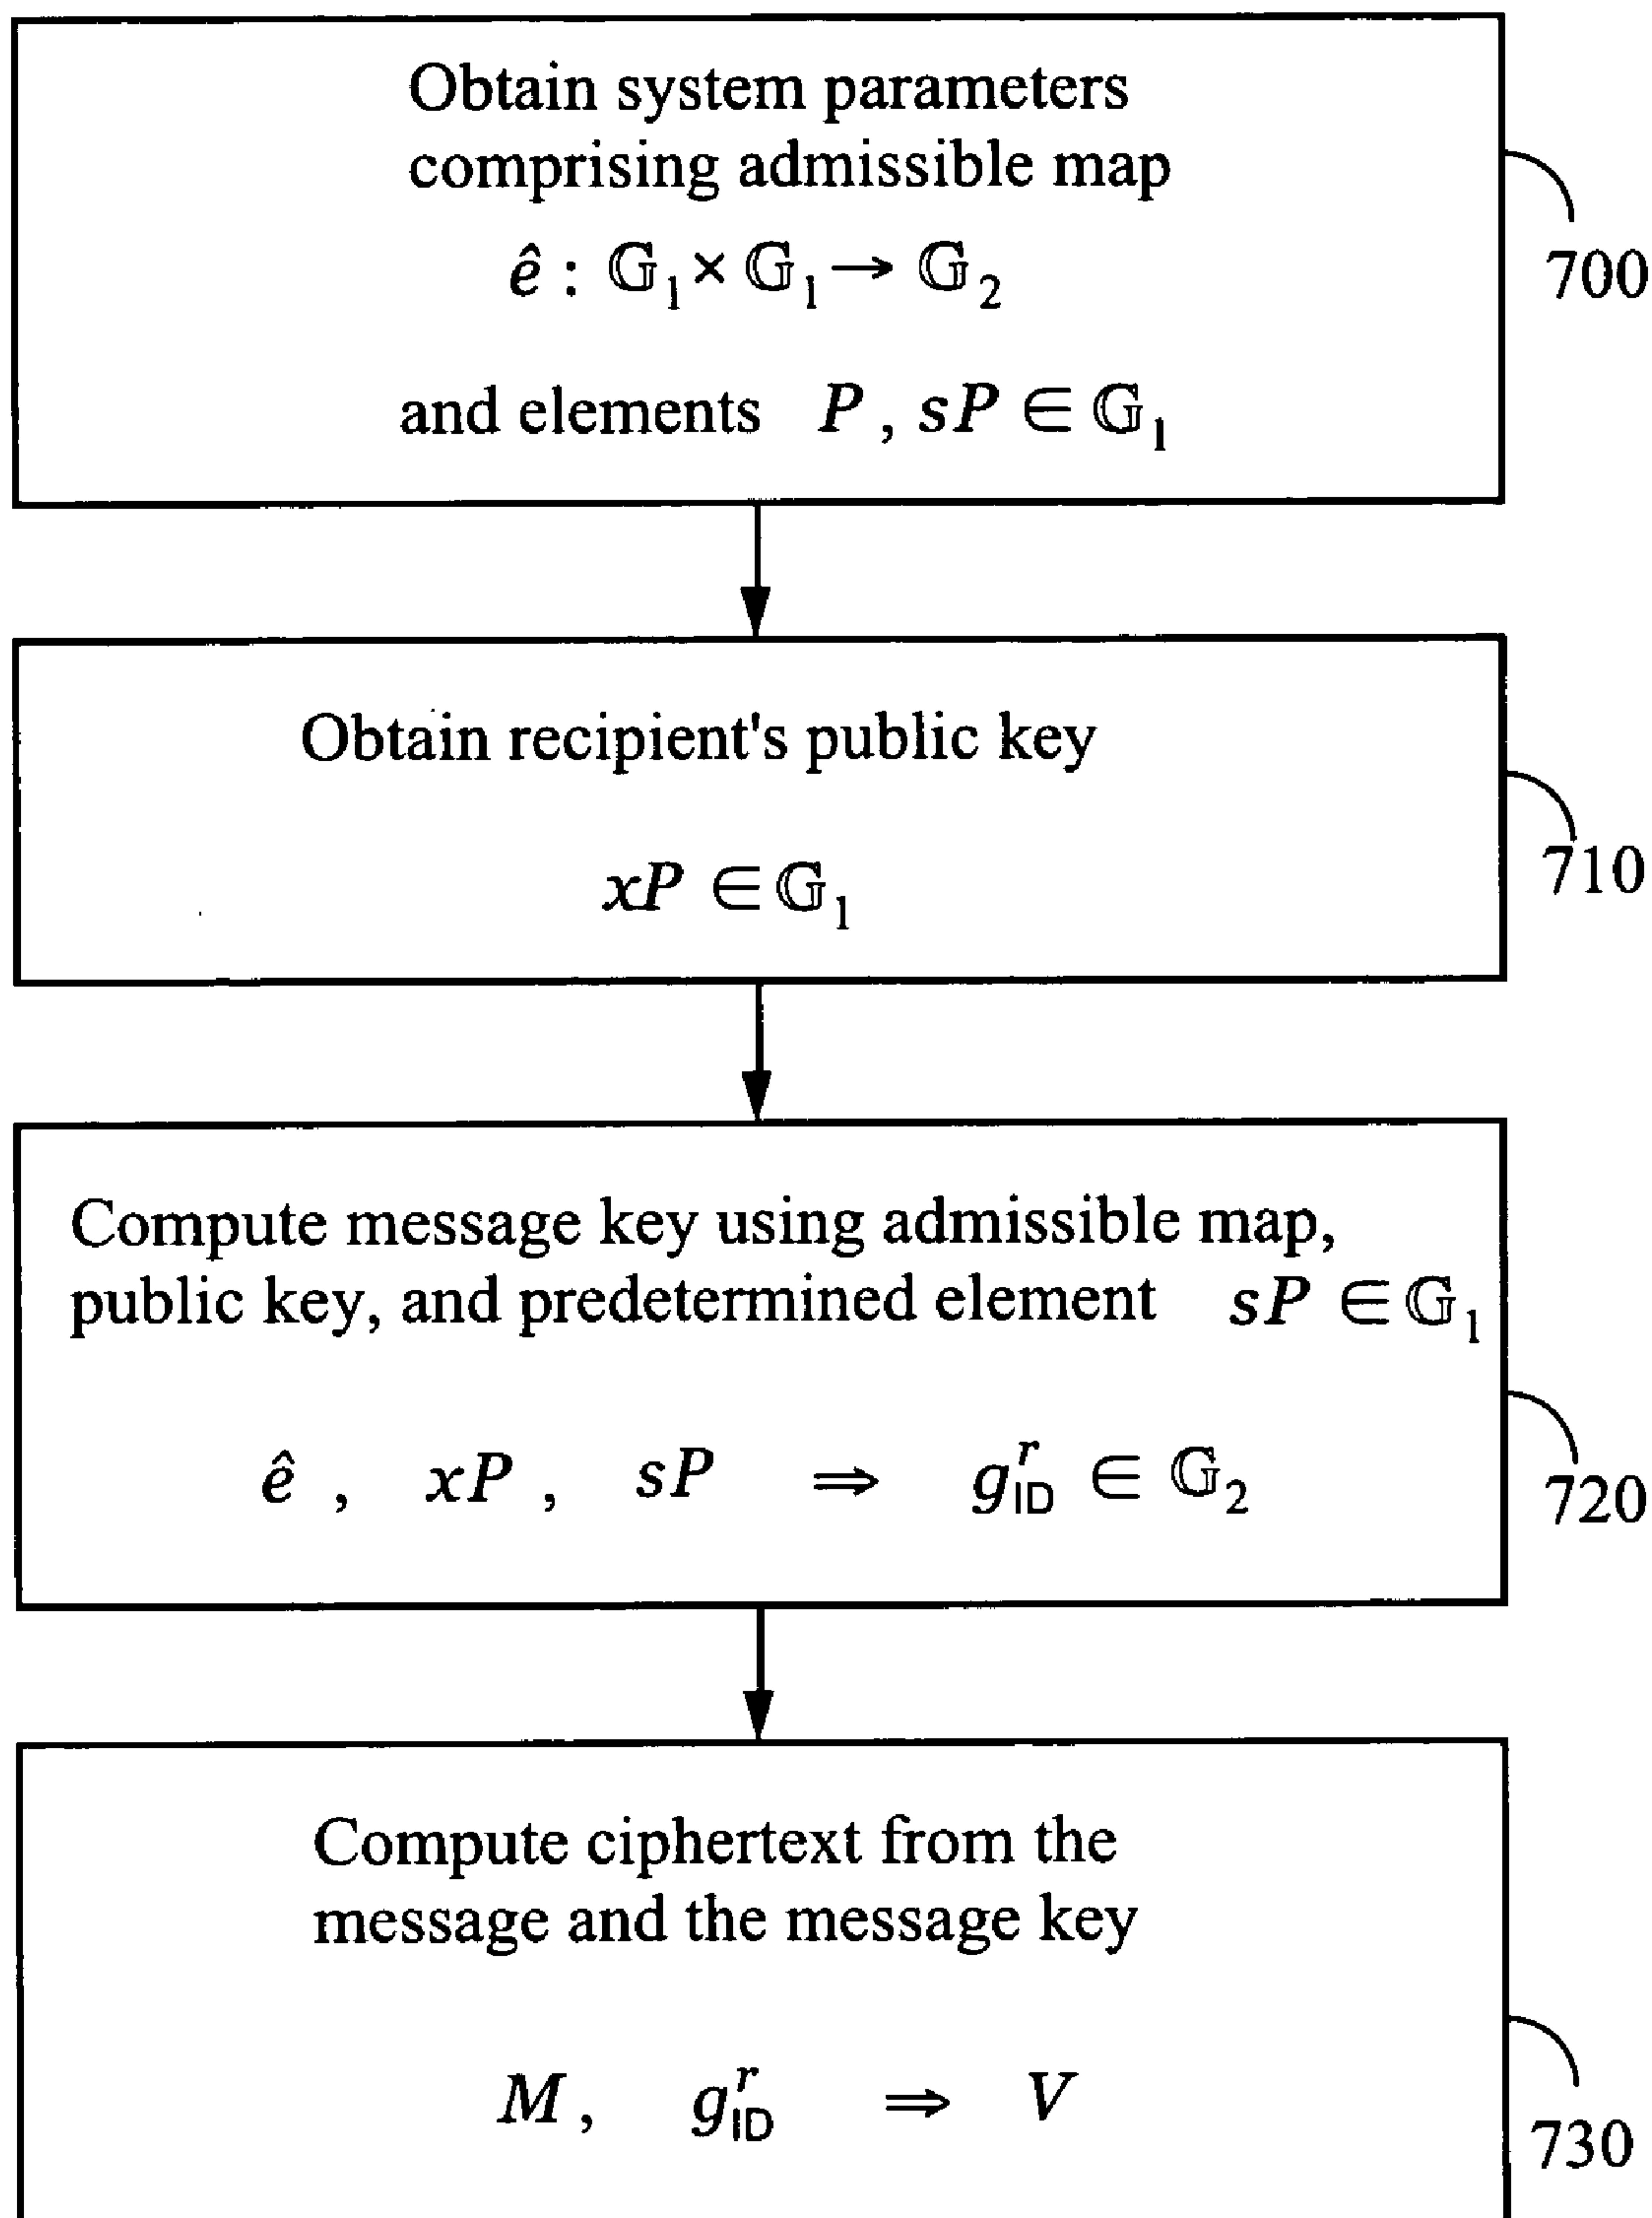 Obtain system parameters
comprising admissible map
ê : 𝔾₁ × 𝔾₁ → 𝔾₂
and elements P , sP ∈ 𝔾₁
700
Obtain recipient's public key
xP ∈ 𝔾₁
710
Compute message key using admissible map,
public key, and predetermined element sP ∈ 𝔾₁
ê , xP , sP ⇒ g_ID^r ∈ 𝔾₂
720
Compute ciphertext from the
message and the message key
M , g_ID^r ⇒ V
730